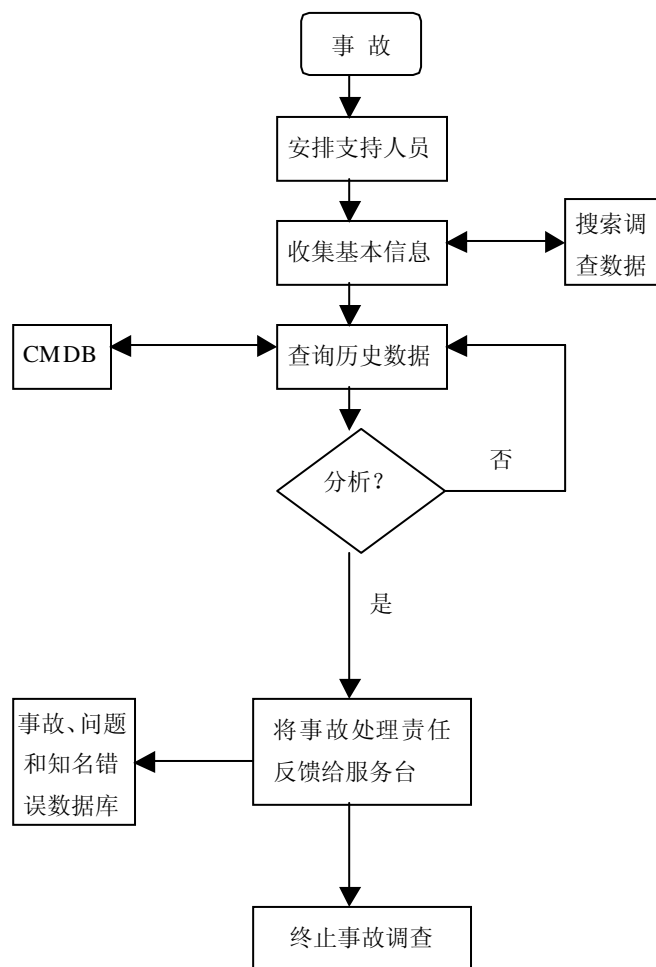 事 故
安排支持人员
收集基本信息
搜索调
查数据
CMDB
查询历史数据
分析？
否
是
事故、问题
和知名错
误数据库
将事故处理责任
反馈给服务台
终止事故调查